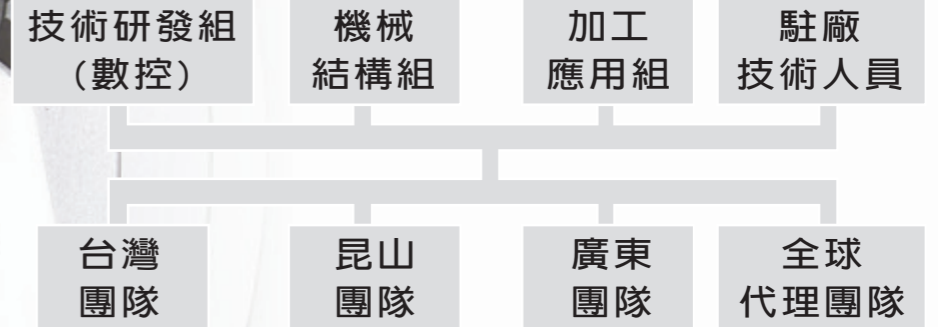 技術研發組
(數控)
機械
結構組
加工
應用組
駐廠
技術人員
台灣
團隊
昆山
團隊
廣東
團隊
全球
代理團隊